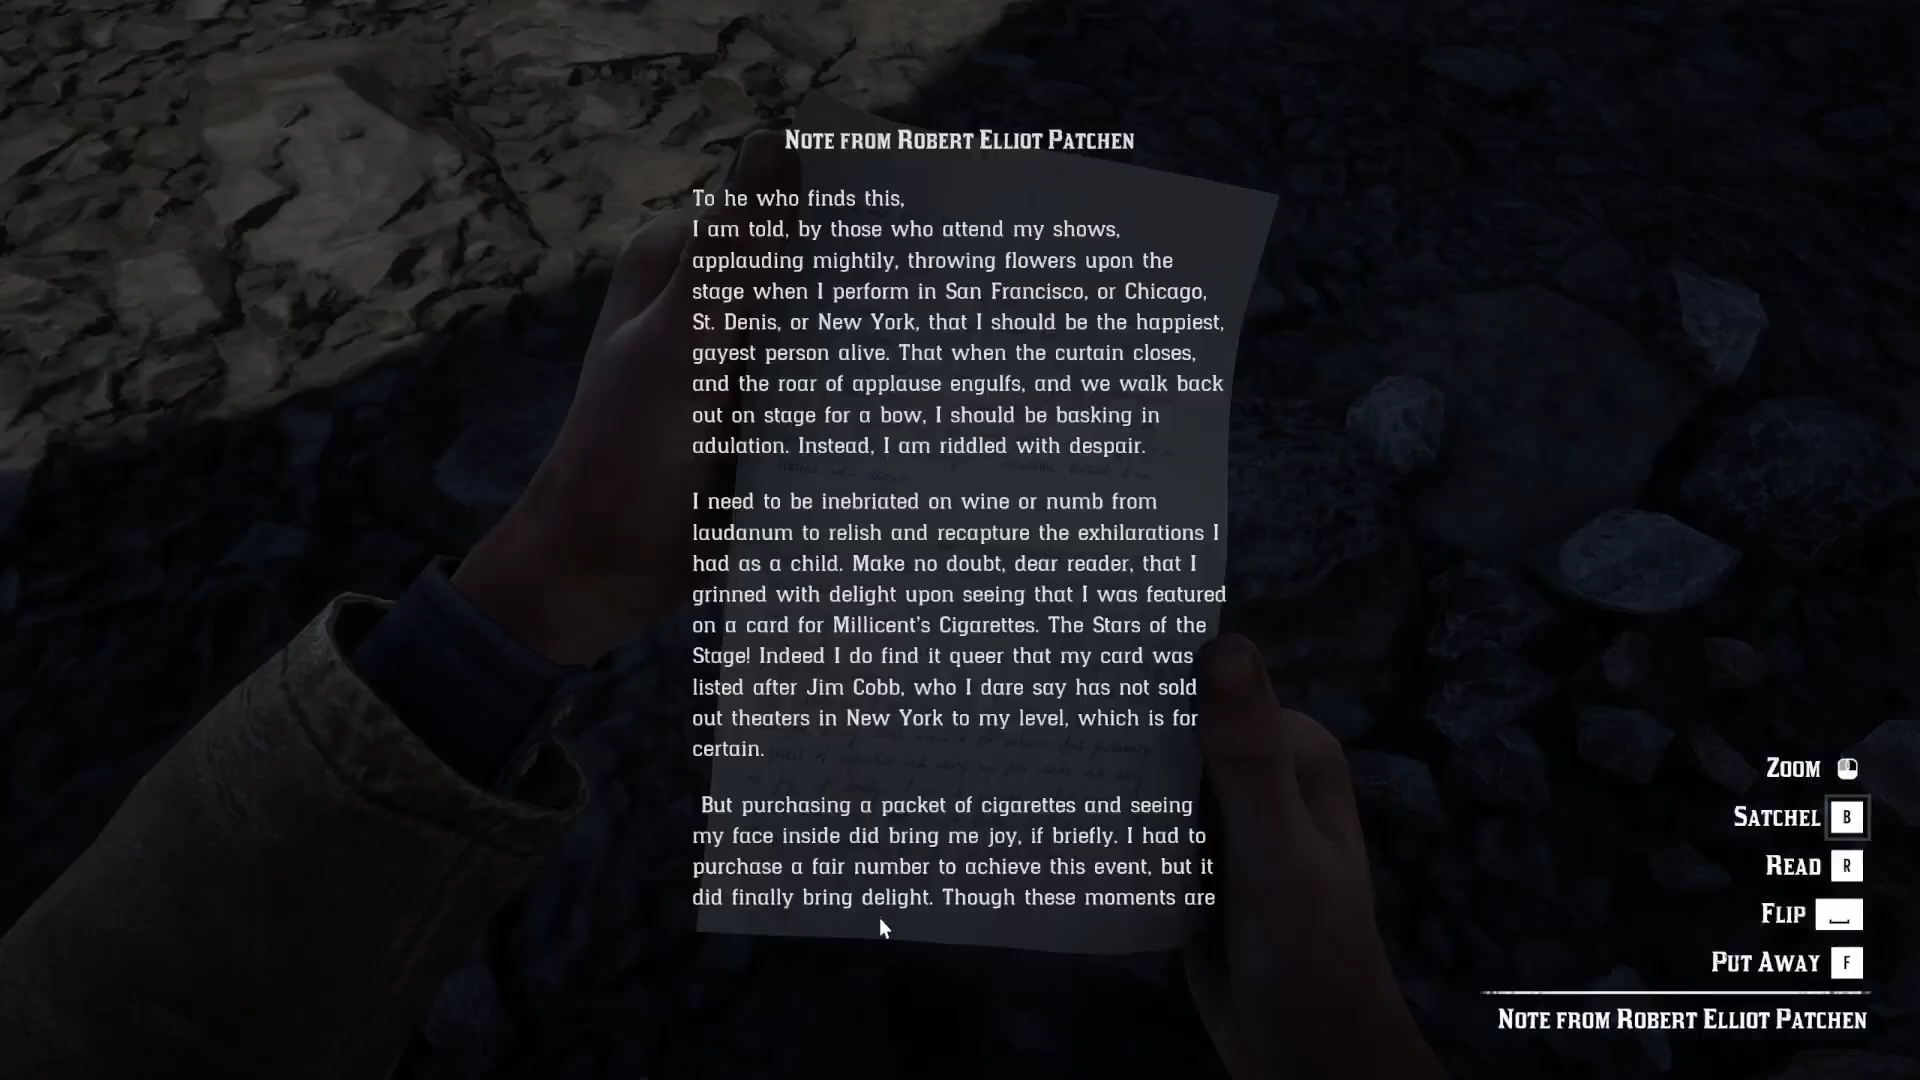 Note from Robert Elliot Patchen
To he who finds this,
I am told, by those who attend my shows,
applauding mightily, throwing flowers upon the
stage when I perform in San Francisco, or Chicago,
St. Denis, or New York, that I should be the happiest,
gayest person alive. That when the curtain closes,
and the roar of applause engulfs, and we walk back
out on stage for a bow, I should be basking in
adulation. Instead, I am riddled with despair.
I need to be inebriated on wine or numb from
laudanum to relish and recapture the exhilarations I
had as a child. Make no doubt, dear reader, that I
grinned with delight upon seeing that I was featured
on a card for Millicent's Cigarettes. The Stars of the
Stage! Indeed I do find it queer that my card was
listed after Jim Cobb, who I dare say has not sold
out theaters in New York to my level, which is for
certain.
But purchasing a packet of cigarettes and seeing
my face inside did bring me joy, if briefly. I had to
purchase a fair number to achieve this event, but it
did finally bring delight. Though these moments are
Zoom
Satchel B
Read R
Flip
Put Away F
Note from Robert Elliot Patchen